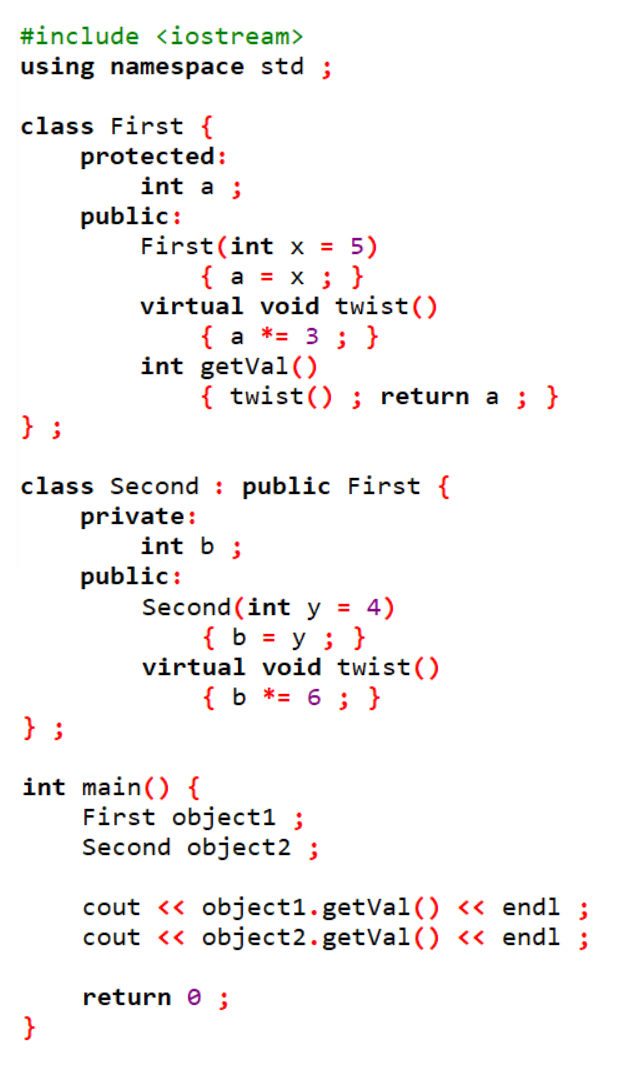 #include <iostream>
using namespace std ;

class First {
    protected:
        int a ;
    public:
        First(int x = 5)
            { a = x ; }
        virtual void twist()
            { a *= 3 ; }
        int getVal()
            { twist() ; return a ; }
} ;

class Second : public First {
    private:
        int b ;
    public:
        Second(int y = 4)
            { b = y ; }
        virtual void twist()
            { b *= 6 ; }
} ;

int main() {
    First object1 ;
    Second object2 ;

    cout << object1.getVal() << endl ;
    cout << object2.getVal() << endl ;

    return 0 ;
}